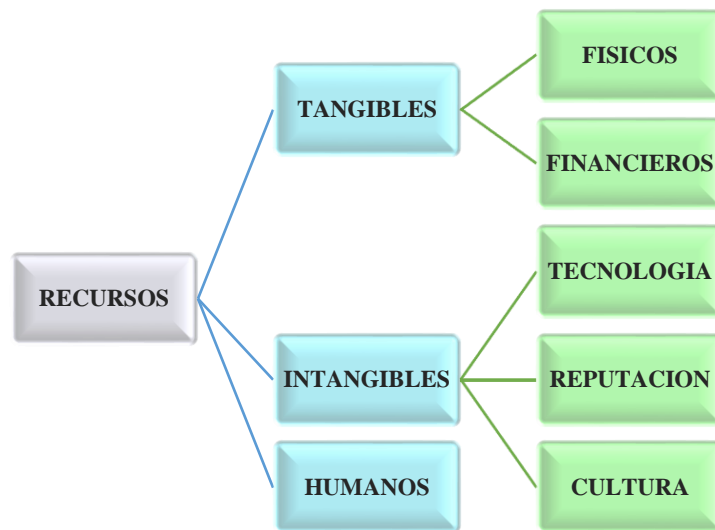 RECURSOS
TANGIBLES
FISICOS
FINANCIEROS
INTANGIBLES
TECNOLOGIA
REPUTACION
CULTURA
HUMANOS